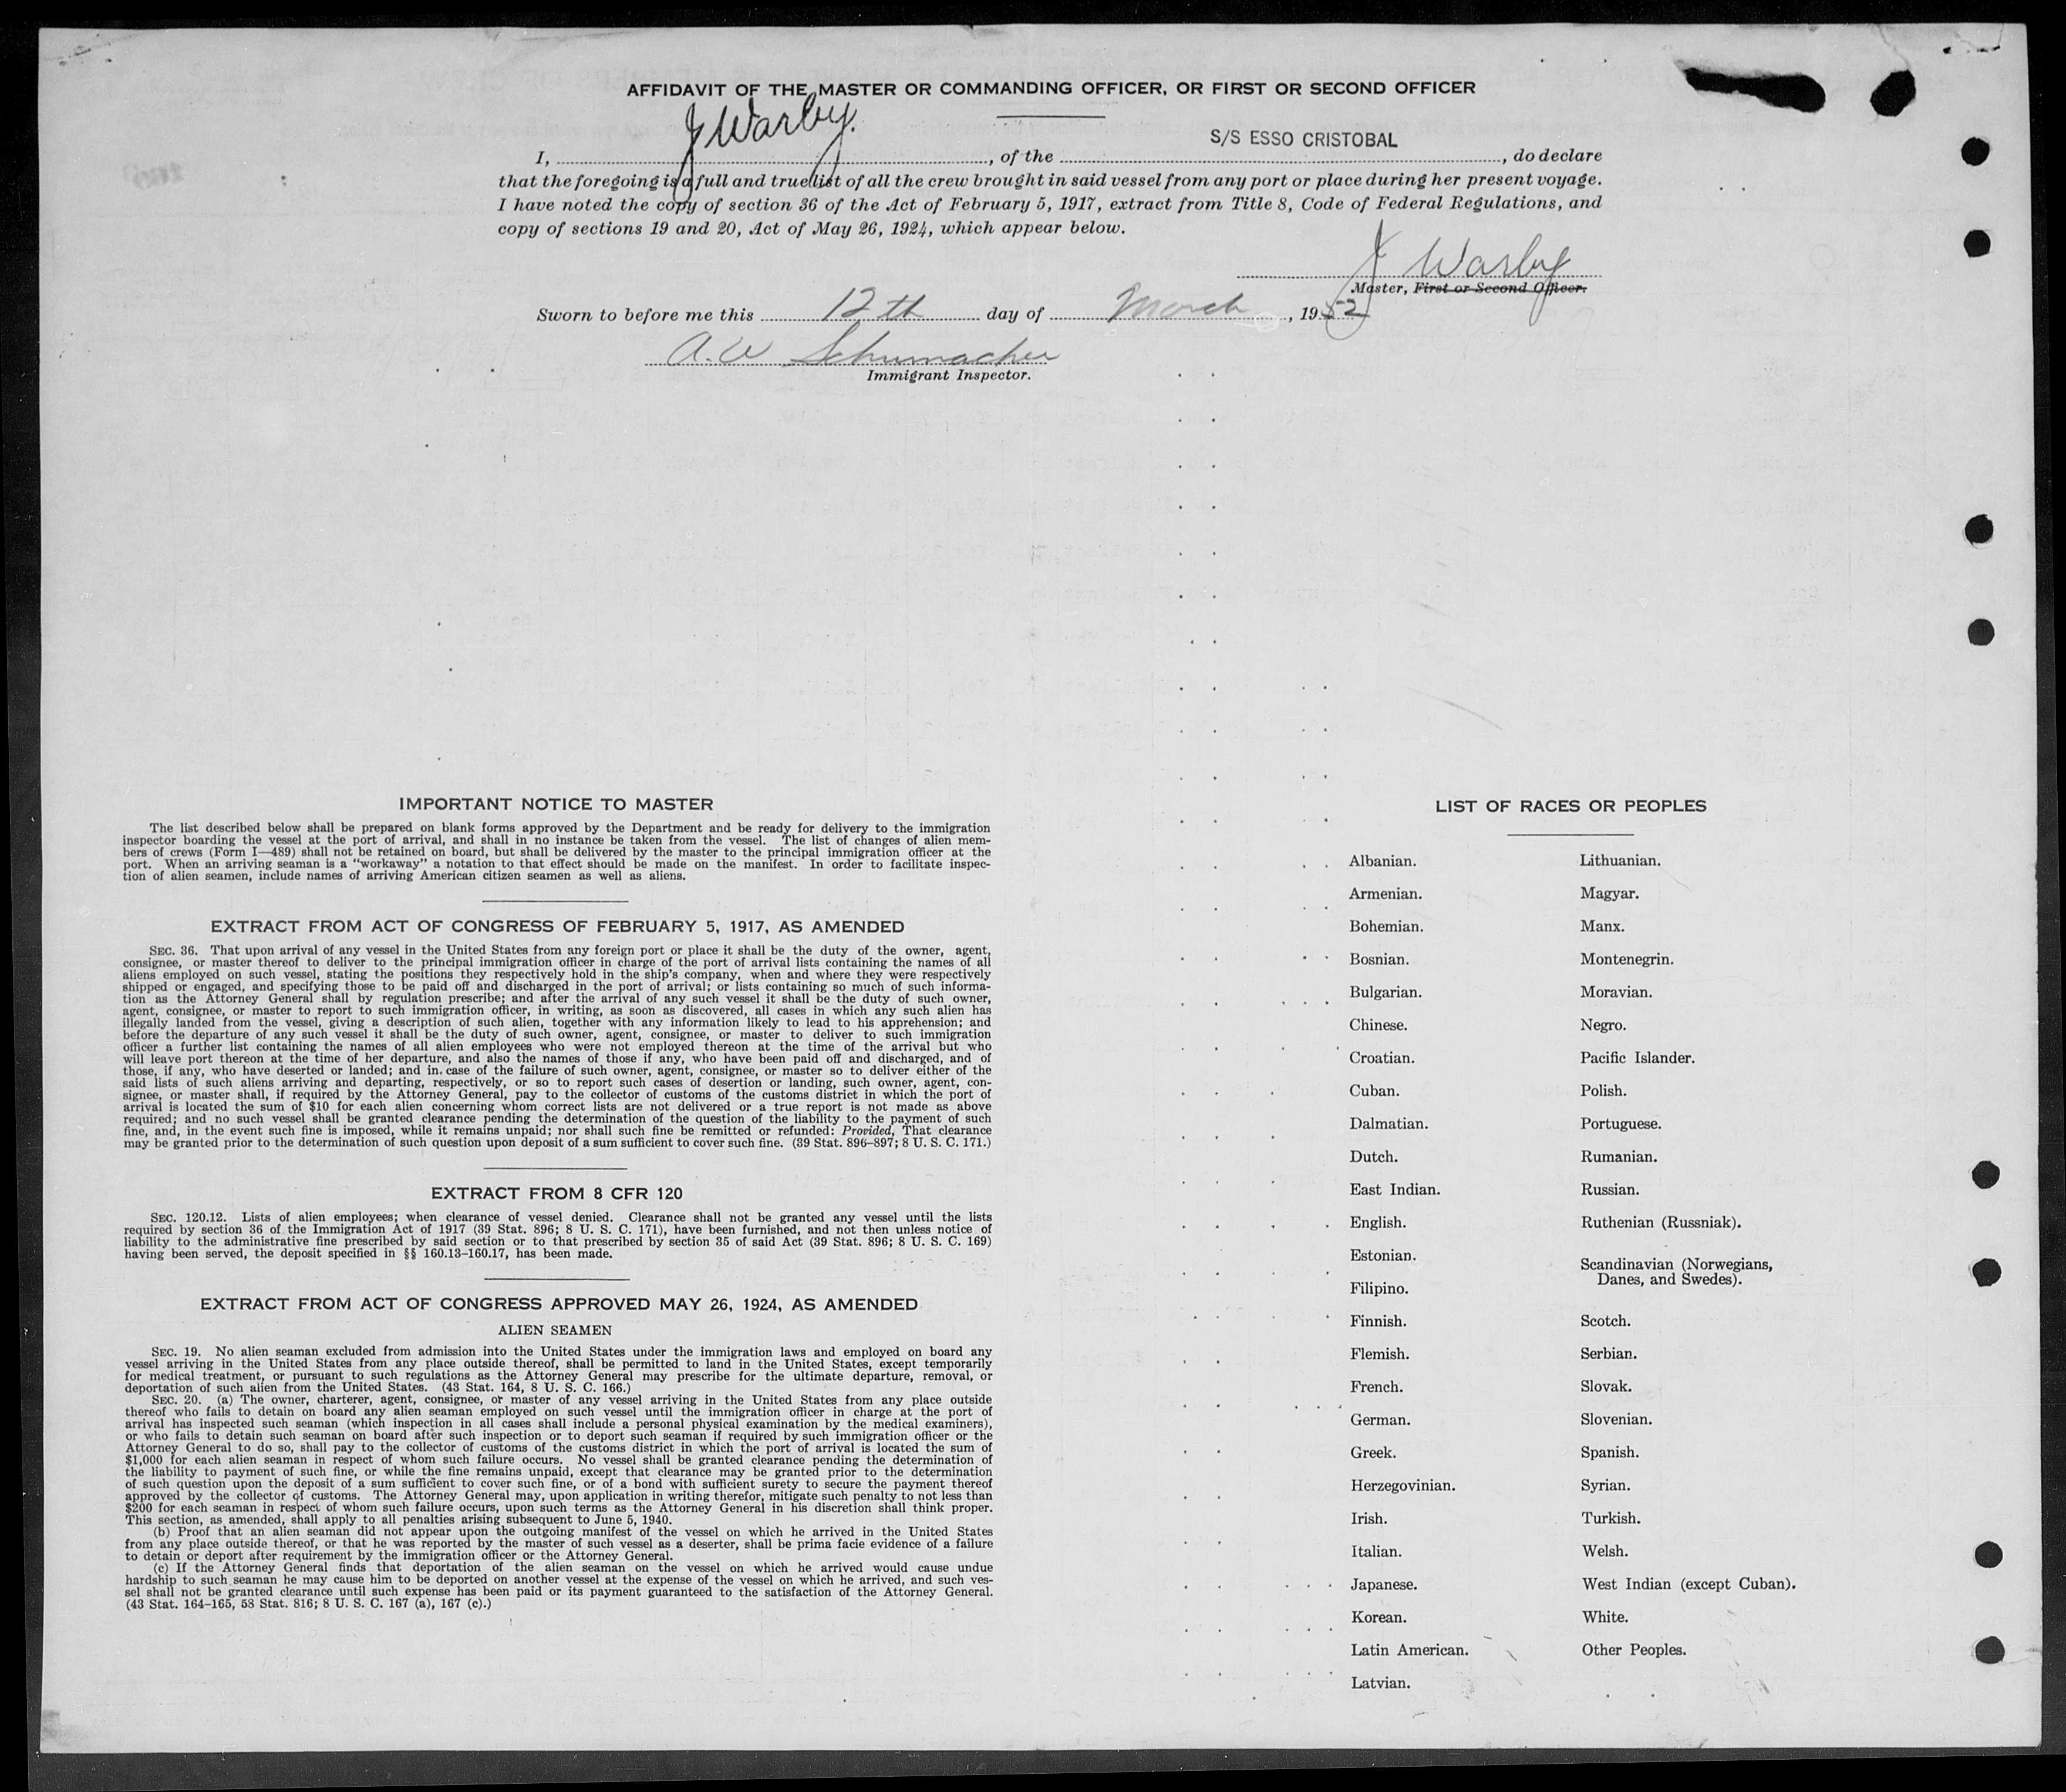 AFFIDAVIT OF THE MASTER OR COMMANDING OFFICER, OR FIRST OR SECOND OFFICER
I, J Warby, of the S/S ESSO CRISTOBAL, do declare
that the foregoing is a full and true list of all the crew brought in said vessel from any port or place during her present voyage.
I have noted the copy of section 36 of the Act of February 5, 1917, extract from Title 8, Code of Federal Regulations, and
copy of sections 19 and 20, Act of May 26, 1924, which appear below.
J Warby
Master, First or Second Officer.
Sworn to before me this 12th day of March, 1952
A. W Schumacher
Immigrant Inspector.
IMPORTANT NOTICE TO MASTER
The list described below shall be prepared on blank forms approved by the Department and be ready for delivery to the immigration
inspector boarding the vessel at the port of arrival, and shall in no instance be taken from the vessel. The list of changes of alien mem-
bers of crews (Form I—489) shall not be retained on board, but shall be delivered by the master to the principal immigration officer at the
port. When an arriving seaman is a "workaway" a notation to that effect should be made on the manifest. In order to facilitate inspec-
tion of alien seamen, include names of arriving American citizen seamen as well as aliens.
EXTRACT FROM ACT OF CONGRESS OF FEBRUARY 5, 1917, AS AMENDED
SEC. 36. That upon arrival of any vessel in the United States from any foreign port or place it shall be the duty of the owner, agent,
consignee, or master thereof to deliver to the principal immigration officer in charge of the port of arrival lists containing the names of all
aliens employed on such vessel, stating the positions they respectively hold in the ship's company, when and where they were respectively
shipped or engaged, and specifying those to be paid off and discharged in the port of arrival; or lists containing so much of such informa-
tion as the Attorney General shall by regulation prescribe; and after the arrival of any such vessel it shall be the duty of such owner,
agent, consignee, or master to report to such immigration officer, in writing, as soon as discovered, all cases in which any such alien has
illegally landed from the vessel, giving a description of such alien, together with any information likely to lead to his apprehension; and
before the departure of any such vessel it shall be the duty of such owner, agent, consignee, or master to deliver to such immigration
officer a further list containing the names of all alien employees who were not employed thereon at the time of the arrival but who
will leave port thereon at the time of her departure, and also the names of those if any, who have been paid off and discharged, and of
those, if any, who have deserted or landed; and in case of the failure of such owner, agent, consignee, or master so to deliver either of the
said lists of such aliens arriving and departing, respectively, or so to report such cases of desertion or landing, such owner, agent, con-
signee, or master shall, if required by the Attorney General, pay to the collector of customs of the customs district in which the port of
arrival is located the sum of $10 for each alien concerning whom correct lists are not delivered or a true report is not made as above
required; and no such vessel shall be granted clearance pending the determination of the question of the liability to the payment of such
fine, and, in the event such fine is imposed, while it remains unpaid; nor shall such fine be remitted or refunded: Provided, That clearance
may be granted prior to the determination of such question upon deposit of a sum sufficient to cover such fine. (39 Stat. 896–897; 8 U. S. C. 171.)
EXTRACT FROM 8 CFR 120
SEC. 120.12. Lists of alien employees; when clearance of vessel denied. Clearance shall not be granted any vessel until the lists
required by section 36 of the Immigration Act of 1917 (39 Stat. 896; 8 U. S. C. 171), have been furnished, and not then unless notice of
liability to the administrative fine prescribed by said section or to that prescribed by section 35 of said Act (39 Stat. 896; 8 U. S. C. 169)
having been served, the deposit specified in §§ 160.13–160.17, has been made.
EXTRACT FROM ACT OF CONGRESS APPROVED MAY 26, 1924, AS AMENDED
ALIEN SEAMEN
SEC. 19. No alien seaman excluded from admission into the United States under the immigration laws and employed on board any
vessel arriving in the United States from any place outside thereof, shall be permitted to land in the United States, except temporarily
for medical treatment, or pursuant to such regulations as the Attorney General may prescribe for the ultimate departure, removal, or
deportation of such alien from the United States. (43 Stat. 164, 8 U. S. C. 166.)
SEC. 20. (a) The owner, charterer, agent, consignee, or master of any vessel arriving in the United States from any place outside
thereof who fails to detain on board any alien seaman employed on such vessel until the immigration officer in charge at the port of
arrival has inspected such seaman (which inspection in all cases shall include a personal physical examination by the medical examiners),
or who fails to detain such seaman on board after such inspection or to deport such seaman if required by such immigration officer or the
Attorney General to do so, shall pay to the collector of customs of the customs district in which the port of arrival is located the sum of
$1,000 for each alien seaman in respect of whom such failure occurs. No vessel shall be granted clearance pending the determination of
the liability to payment of such fine, or while the fine remains unpaid, except that clearance may be granted prior to the determination
of such question upon the deposit of a sum sufficient to cover such fine, or of a bond with sufficient surety to secure the payment thereof
approved by the collector of customs. The Attorney General may, upon application in writing therefor, mitigate such penalty to not less than
$200 for each seaman in respect of whom such failure occurs, upon such terms as the Attorney General in his discretion shall think proper.
This section, as amended, shall apply to all penalties arising subsequent to June 5, 1940.
(b) Proof that an alien seaman did not appear upon the outgoing manifest of the vessel on which he arrived in the United States
from any place outside thereof, or that he was reported by the master of such vessel as a deserter, shall be prima facie evidence of a failure
to detain or deport after requirement by the immigration officer or the Attorney General.
(c) If the Attorney General finds that deportation of the alien seaman on the vessel on which he arrived would cause undue
hardship to such seaman he may cause him to be deported on another vessel at the expense of the vessel on which he arrived, and such ves-
sel shall not be granted clearance until such expense has been paid or its payment guaranteed to the satisfaction of the Attorney General.
(43 Stat. 164–165, 58 Stat. 816; 8 U. S. C. 167 (a), 167 (c).)
LIST OF RACES OR PEOPLES
Albanian.
Armenian.
Bohemian.
Bosnian.
Bulgarian.
Chinese.
Croatian.
Cuban.
Dalmatian.
Dutch.
East Indian.
English.
Estonian.
Filipino.
Finnish.
Flemish.
French.
German.
Greek.
Herzegovinian.
Irish.
Italian.
Japanese.
Korean.
Latin American.
Latvian.
Lithuanian.
Magyar.
Manx.
Montenegrin.
Moravian.
Negro.
Pacific Islander.
Polish.
Portuguese.
Rumanian.
Russian.
Ruthenian (Russniak).
Scandinavian (Norwegians,
Danes, and Swedes).
Scotch.
Serbian.
Slovak.
Slovenian.
Spanish.
Syrian.
Turkish.
Welsh.
West Indian (except Cuban).
White.
Other Peoples.